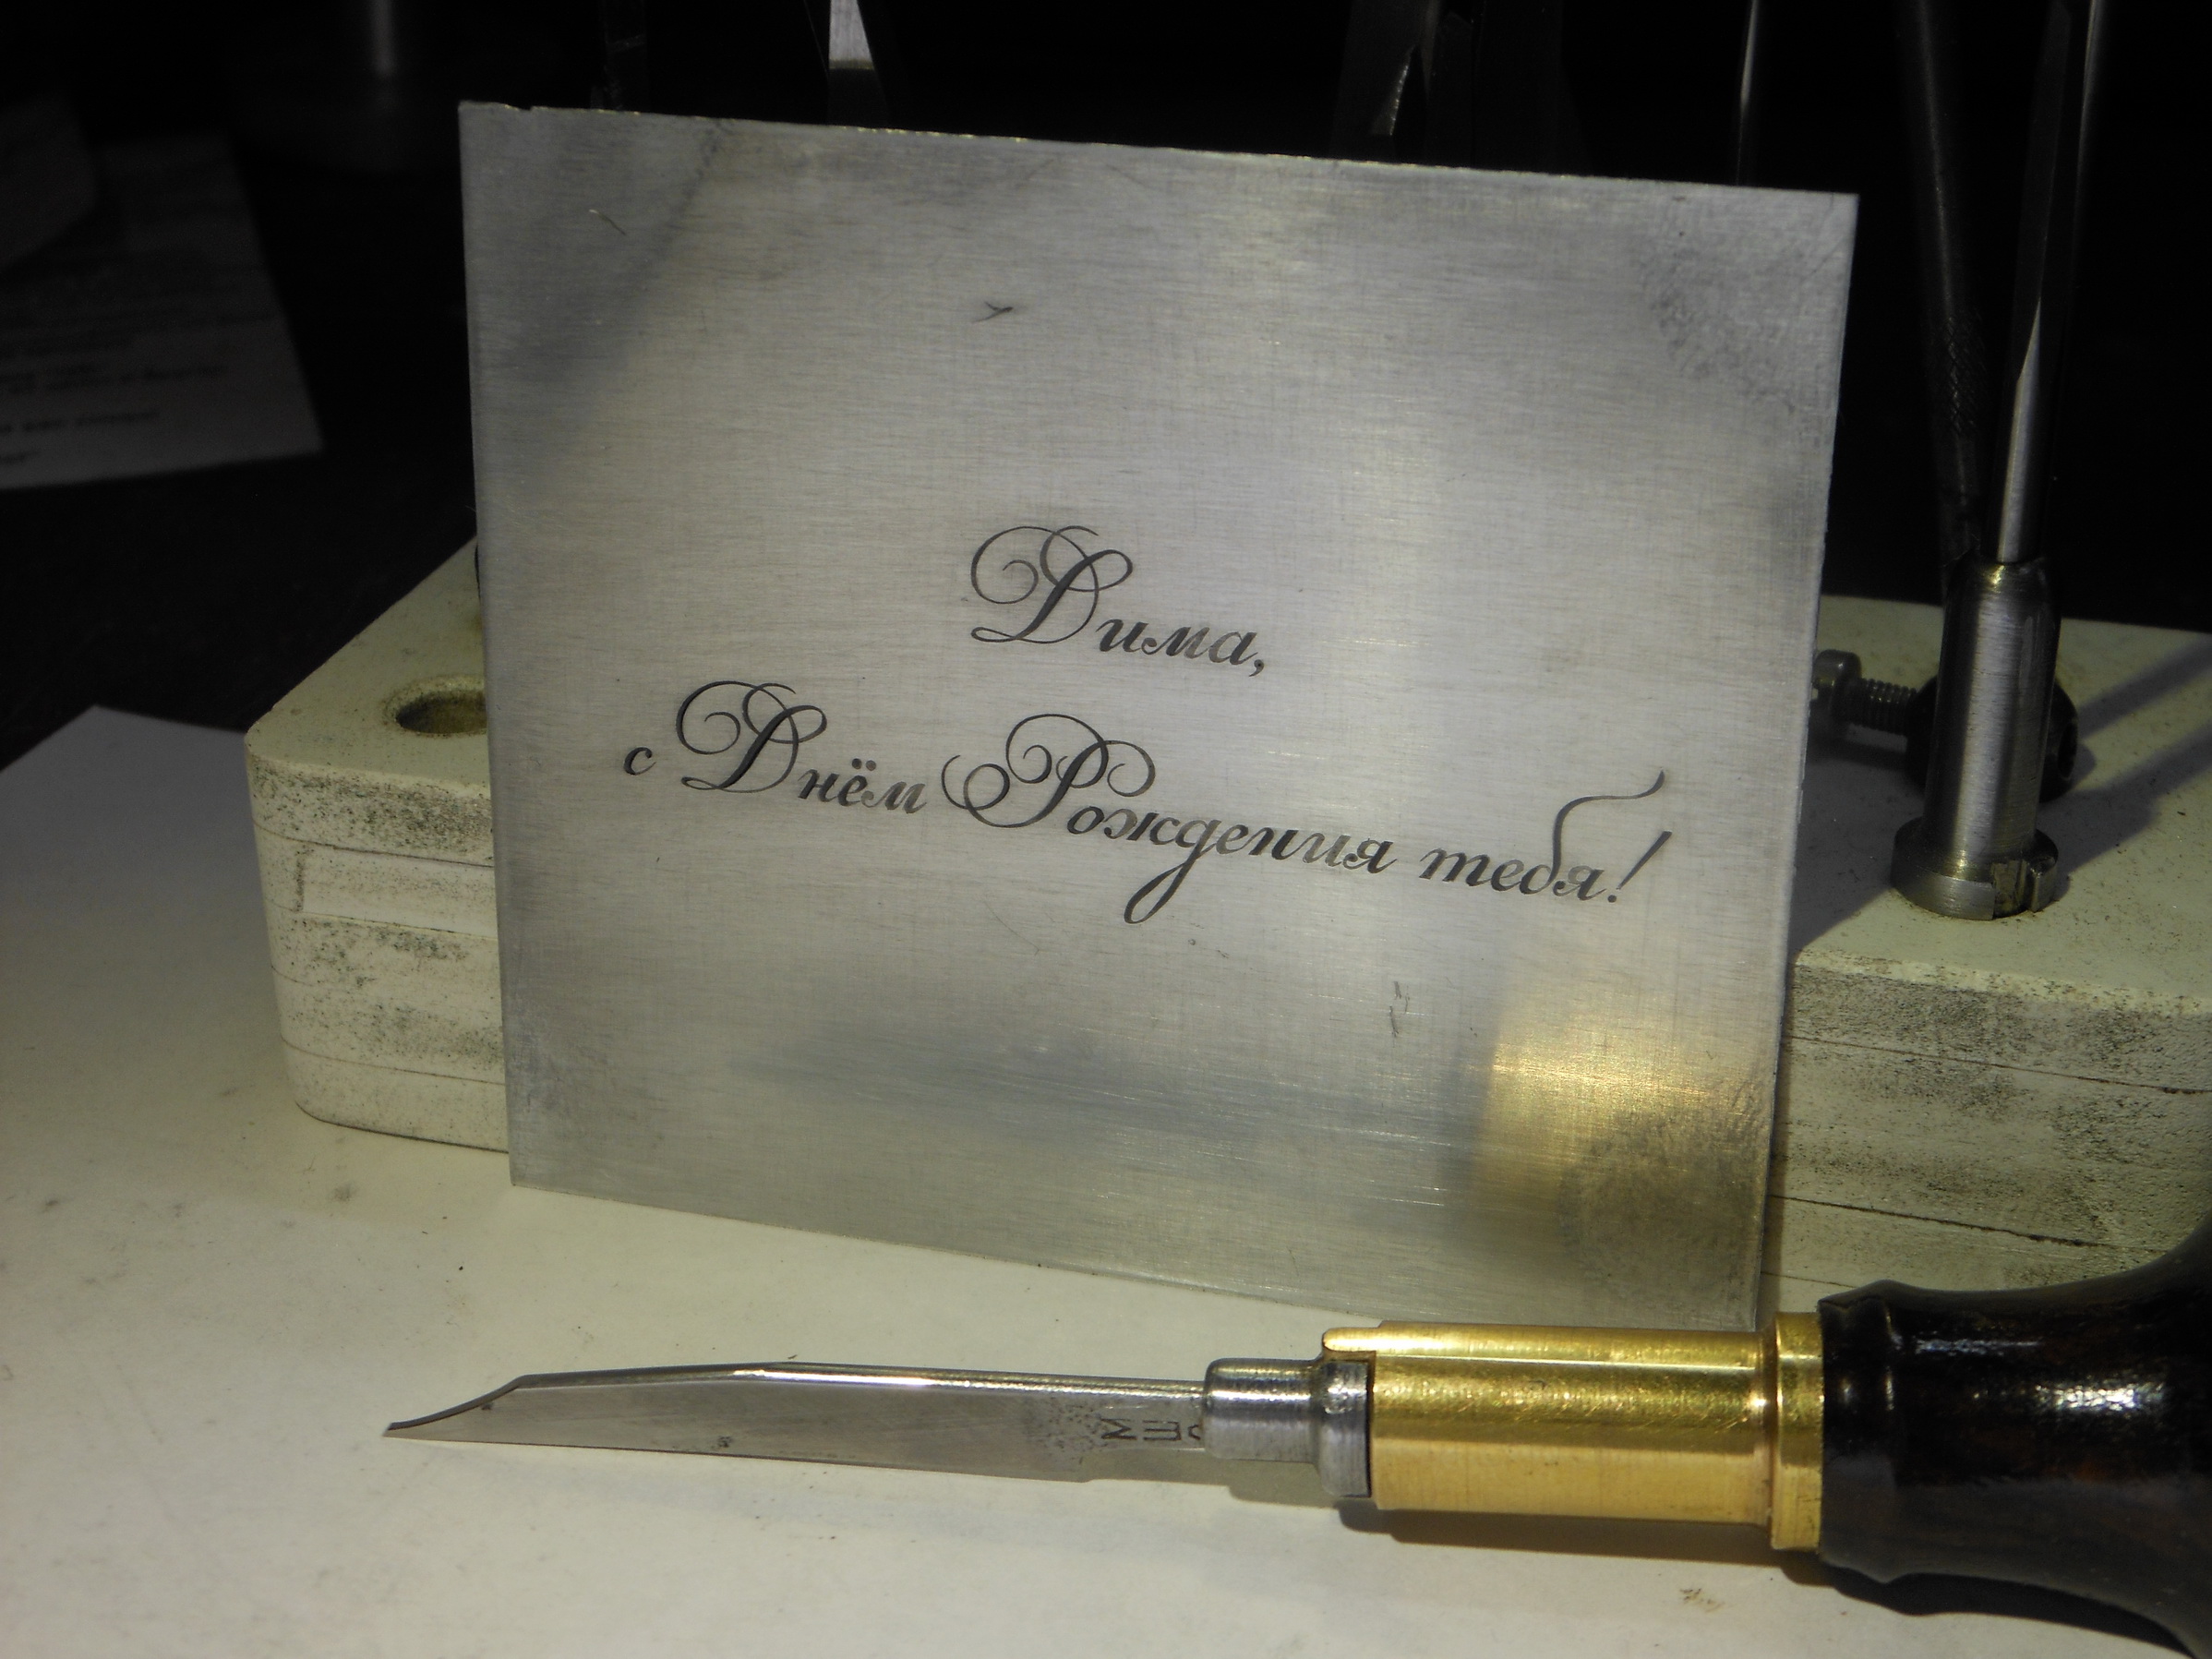 Дима,
с Днём Рождения тебя!